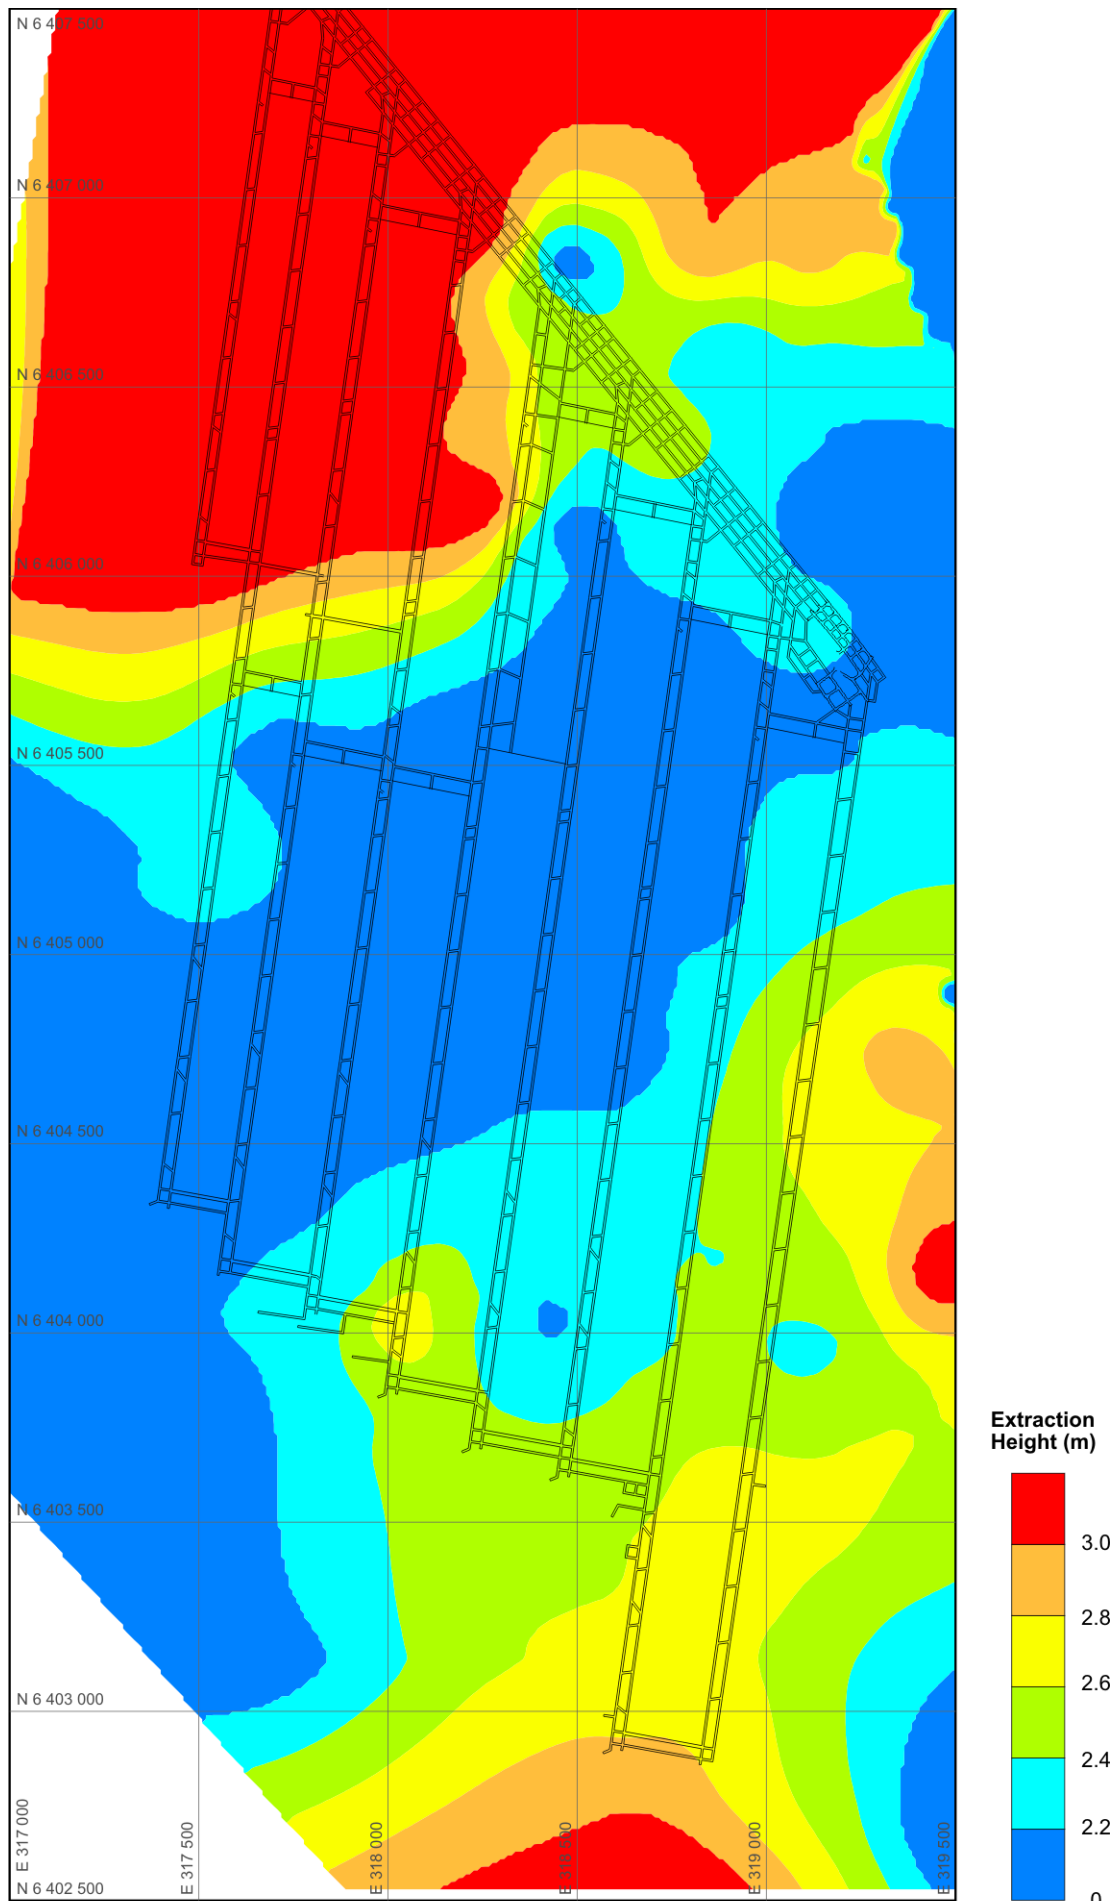 N 6 407 500
N 6 407 000
N 6 406 500
N 6 406 000
N 6 405 500
N 6 405 000
N 6 404 500
N 6 404 000
N 6 403 500
N 6 403 000
N 6 402 500
E 317 000
E 317 500
E 318 000
E 318 500
E 319 000
E 319 500
Extraction
Height (m)
3.0
2.8
2.6
2.4
2.2
0